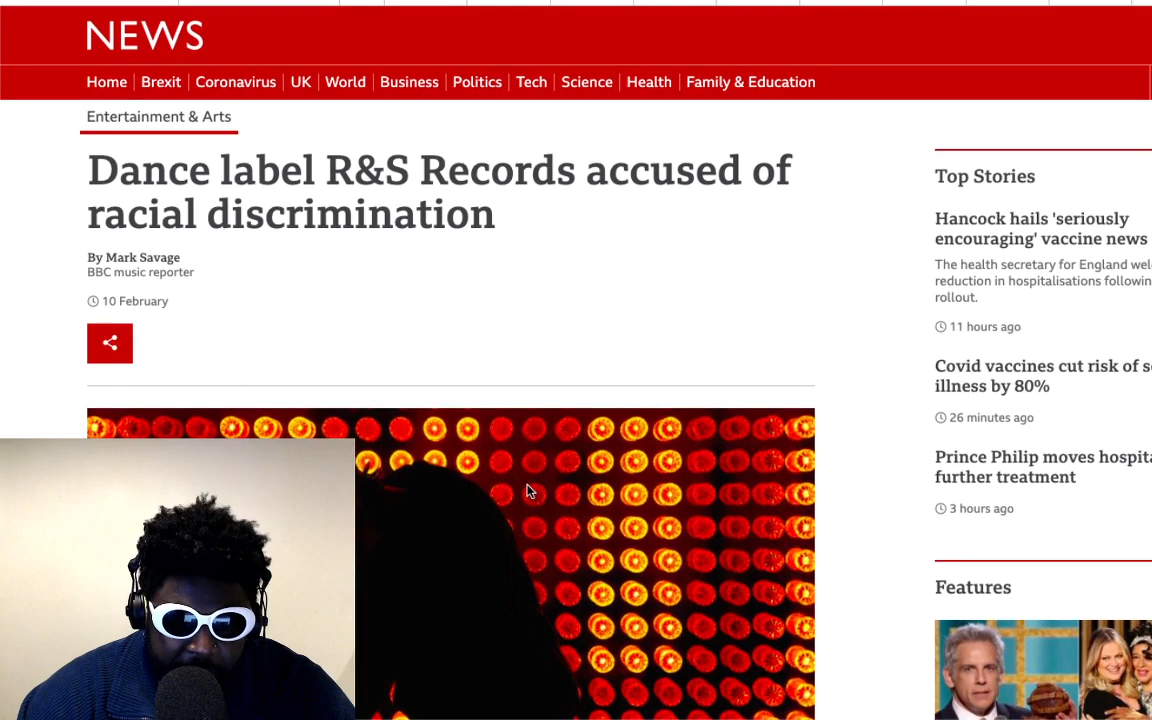 NEWS
Home Brexit Coronavirus UK World Business Politics Tech Science Health Family & Education
Entertainment & Arts
Dance label R&S Records accused of
racial discrimination
By Mark Savage
BBC music reporter
10 February
Top Stories
Hancock hails 'seriously
encouraging' vaccine news
The health secretary for England
reduction in hospitalisations
rollout.
11 hours ago
Covid vaccines cut risk of
illness by 80%
26 minutes ago
Prince Philip moves
further treatment
3 hours ago
Features